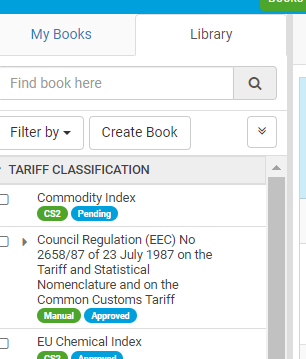 Books
My Books
Library
Find book here
Filter by
Create Book
TARIFF CLASSIFICATION
Commodity Index
CS2 Pending
Council Regulation (EEC) No
2658/87 of 23 July 1987 on the
Tariff and Statistical
Nomenclature and on the
Common Customs Tariff
Manual Approved
EU Chemical Index
CS2 Approved